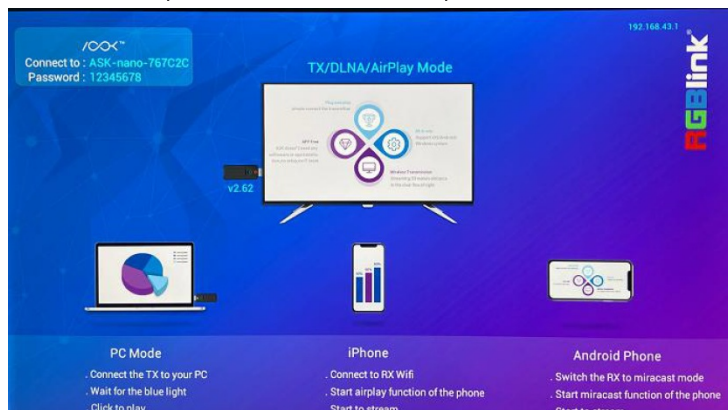 ASK™
Connect to : ASK-nano-767C2C
Password : 12345678
192.168.43.1
RGBlink
TX/DLNA/AirPlay Mode
v2.62
PC Mode
. Connect the TX to your PC
. Wait for the blue light
. Click to play
iPhone
. Connect to RX Wifi
. Start airplay function of the phone
. Start to stream
Android Phone
. Switch the RX to miracast mode
. Start miracast function of the phone
. Start to stream